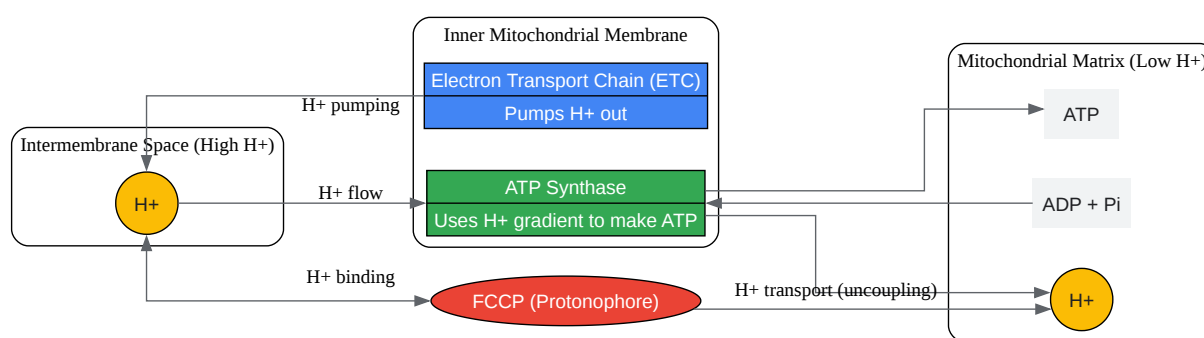 Inner Mitochondrial Membrane
Electron Transport Chain (ETC)
Pumps H+ out
H+ pumping
Mitochondrial Matrix (Low H+)
ATP
Intermembrane Space (High H+)
H+
H+ flow
ATP Synthase
Uses H+ gradient to make ATP
ADP + Pi
H+ binding
FCCP (Protonophore)
H+ transport (uncoupling)
H+